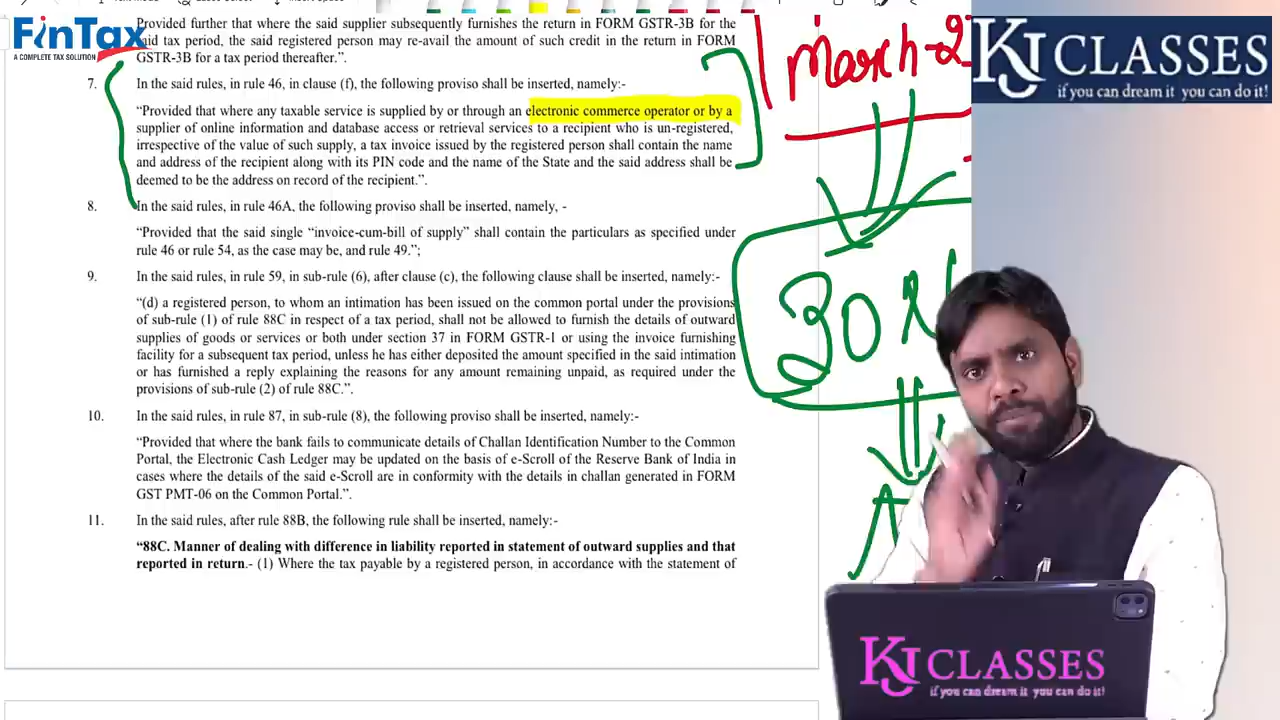 Provided further that where the said supplier subsequently furnishes the return in FORM GSTR-3B for the
said tax period, the said registered person may re-avail the amount of such credit in the return in FORM
GSTR-3B for a tax period thereafter.”.
FinTax
A COMPLETE TAX SOLUTION
7. In the said rules, in rule 46, in clause (f), the following proviso shall be inserted, namely:-
“Provided that where any taxable service is supplied by or through an electronic commerce operator or by a
supplier of online information and database access or retrieval services to a recipient who is un-registered,
irrespective of the value of such supply, a tax invoice issued by the registered person shall contain the name
and address of the recipient along with its PIN code and the name of the State and the said address shall be
deemed to be the address on record of the recipient.”.
8. In the said rules, in rule 46A, the following proviso shall be inserted, namely, -
“Provided that the said single “invoice-cum-bill of supply” shall contain the particulars as specified under
rule 46 or rule 54, as the case may be, and rule 49.”;
9. In the said rules, in rule 59, in sub-rule (6), after clause (c), the following clause shall be inserted, namely:-
“(d) a registered person, to whom an intimation has been issued on the common portal under the provisions
of sub-rule (1) of rule 88C in respect of a tax period, shall not be allowed to furnish the details of outward
supplies of goods or services or both under section 37 in FORM GSTR-1 or using the invoice furnishing
facility for a subsequent tax period, unless he has either deposited the amount specified in the said intimation
or has furnished a reply explaining the reasons for any amount remaining unpaid, as required under the
provisions of sub-rule (2) of rule 88C.”.
10. In the said rules, in rule 87, in sub-rule (8), the following proviso shall be inserted, namely:-
“Provided that where the bank fails to communicate details of Challan Identification Number to the Common
Portal, the Electronic Cash Ledger may be updated on the basis of e-Scroll of the Reserve Bank of India in
cases where the details of the said e-Scroll are in conformity with the details in challan generated in FORM
GST PMT-06 on the Common Portal.”.
11. In the said rules, after rule 88B, the following rule shall be inserted, namely:-
“88C. Manner of dealing with difference in liability reported in statement of outward supplies and that
reported in return.- (1) Where the tax payable by a registered person, in accordance with the statement of
March-2
30
KJ CLASSES
if you can dream it you can do it!
KJ CLASSES
if you can dream it you can do it!